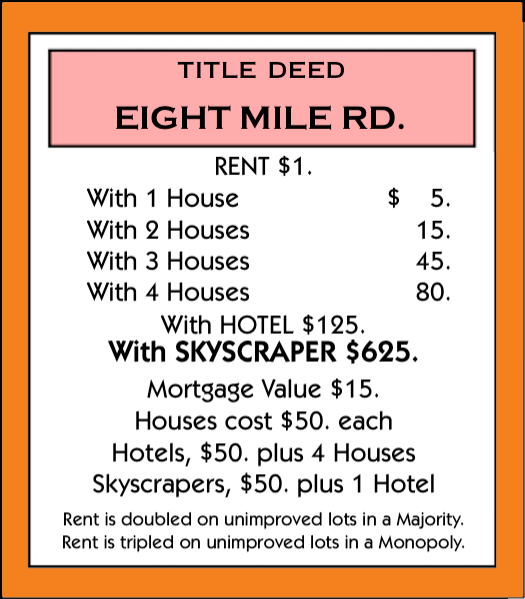 TITLE DEED
EIGHT MILE RD.
RENT $1.
With 1 House $ 5.
With 2 Houses 15.
With 3 Houses 45.
With 4 Houses 80.
With HOTEL $125.
With SKYSCRAPER $625.
Mortgage Value $15.
Houses cost $50. each
Hotels, $50. plus 4 Houses
Skyscrapers, $50. plus 1 Hotel
Rent is doubled on unimproved lots in a Majority.
Rent is tripled on unimproved lots in a Monopoly.